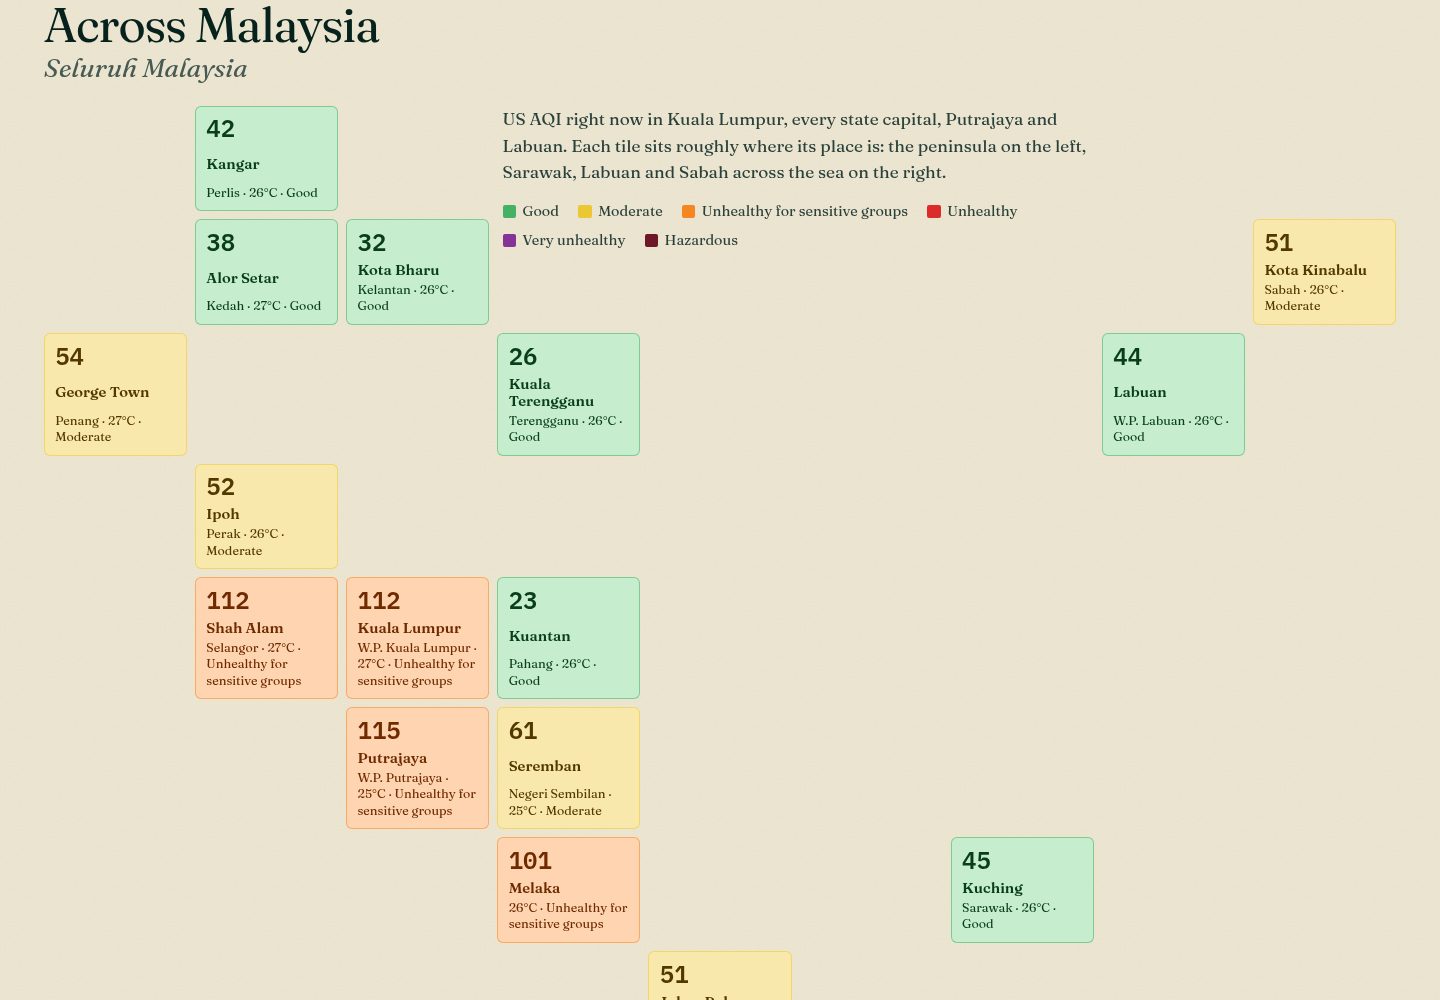 Across Malaysia
Seluruh Malaysia
42
Kangar
Perlis · 26°C · Good
US AQI right now in Kuala Lumpur, every state capital, Putrajaya and
Labuan. Each tile sits roughly where its place is: the peninsula on the left,
Sarawak, Labuan and Sabah across the sea on the right.
Good
Moderate
Unhealthy for sensitive groups
Unhealthy
Very unhealthy
Hazardous
38
Alor Setar
Kedah · 27°C · Good
32
Kota Bharu
Kelantan · 26°C ·
Good
51
Kota Kinabalu
Sabah · 26°C ·
Moderate
54
George Town
Penang · 27°C ·
Moderate
26
Kuala
Terengganu
Terengganu · 26°C ·
Good
44
Labuan
W.P. Labuan · 26°C ·
Good
52
Ipoh
Perak · 26°C ·
Moderate
112
Shah Alam
Selangor · 27°C ·
Unhealthy for
sensitive groups
112
Kuala Lumpur
W.P. Kuala Lumpur ·
27°C · Unhealthy for
sensitive groups
23
Kuantan
Pahang · 26°C ·
Good
115
Putrajaya
W.P. Putrajaya ·
25°C · Unhealthy for
sensitive groups
61
Seremban
Negeri Sembilan ·
25°C · Moderate
101
Melaka
26°C · Unhealthy for
sensitive groups
45
Kuching
Sarawak · 26°C ·
Good
51